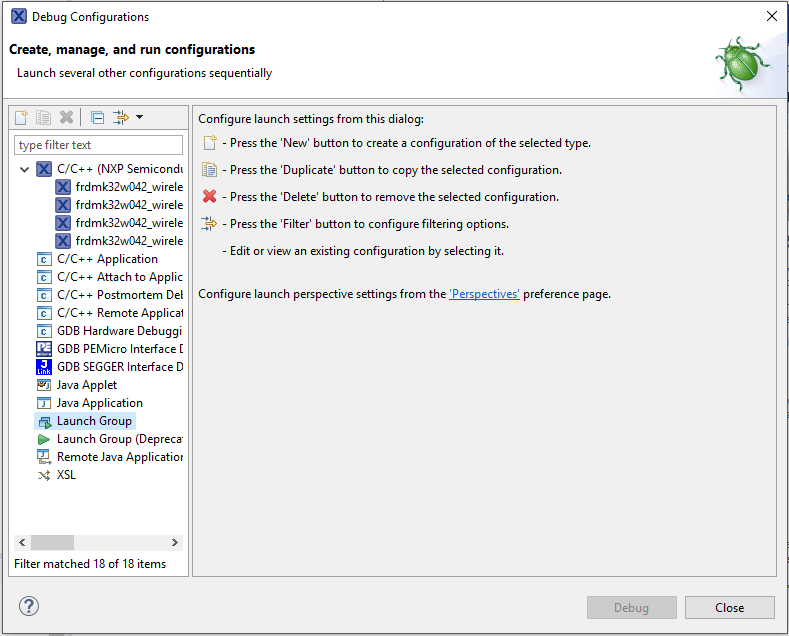 Debug Configurations
Create, manage, and run configurations
Launch several other configurations sequentially
type filter text
C/C++ (NXP Semicondu
frdmk32w042_wirele
frdmk32w042_wirele
frdmk32w042_wirele
frdmk32w042_wirele
C/C++ Application
C/C++ Attach to Applic
C/C++ Postmortem Deb
C/C++ Remote Applicat
GDB Hardware Debuggi
GDB PEMicro Interface D
GDB SEGGER Interface D
Java Applet
Java Application
Launch Group
Launch Group (Deprecat
Remote Java Application
XSL
Filter matched 18 of 18 items
Configure launch settings from this dialog:
- Press the 'New' button to create a configuration of the selected type.
- Press the 'Duplicate' button to copy the selected configuration.
- Press the 'Delete' button to remove the selected configuration.
- Press the 'Filter' button to configure filtering options.
- Edit or view an existing configuration by selecting it.
Configure launch perspective settings from the 'Perspectives' preference page.
Debug
Close